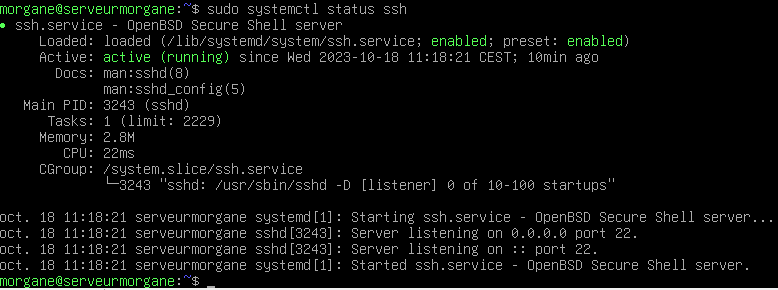 morgane@serveurmorgane:~$ sudo systemctl status ssh
● ssh.service - OpenBSD Secure Shell server
     Loaded: loaded (/lib/systemd/system/ssh.service; enabled; preset: enabled)
     Active: active (running) since Wed 2023-10-18 11:18:21 CEST; 10min ago
       Docs: man:sshd(8)
             man:sshd_config(5)
   Main PID: 3243 (sshd)
      Tasks: 1 (limit: 2229)
     Memory: 2.8M
        CPU: 22ms
     CGroup: /system.slice/ssh.service
             └─3243 "sshd: /usr/sbin/sshd -D [listener] 0 of 10-100 startups"
oct. 18 11:18:21 serveurmorgane systemd[1]: Starting ssh.service - OpenBSD Secure Shell server...
oct. 18 11:18:21 serveurmorgane sshd[3243]: Server listening on 0.0.0.0 port 22.
oct. 18 11:18:21 serveurmorgane sshd[3243]: Server listening on :: port 22.
oct. 18 11:18:21 serveurmorgane systemd[1]: Started ssh.service - OpenBSD Secure Shell server.
morgane@serveurmorgane:~$ _